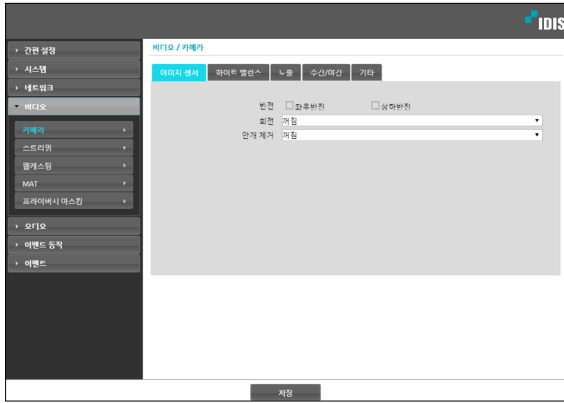 IDIS
간편 설정
시스템
네트워크
비디오
카메라
스트리밍
웹캐스팅
MAT
프라이버시 마스킹
오디오
이벤트 동작
이벤트
비디오 / 카메라
이미지 센서 화이트 밸런스 노출 주간/야간 기타
반전 좌우반전 상하반전
회전 꺼짐
안개 제거 꺼짐
저장